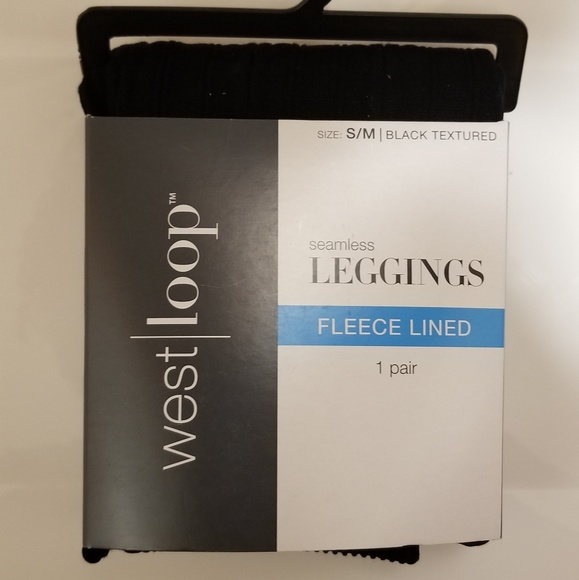 SIZE: S/M | BLACK TEXTURED
west|loop™
seamless
LEGGINGS
FLEECE LINED
1 pair